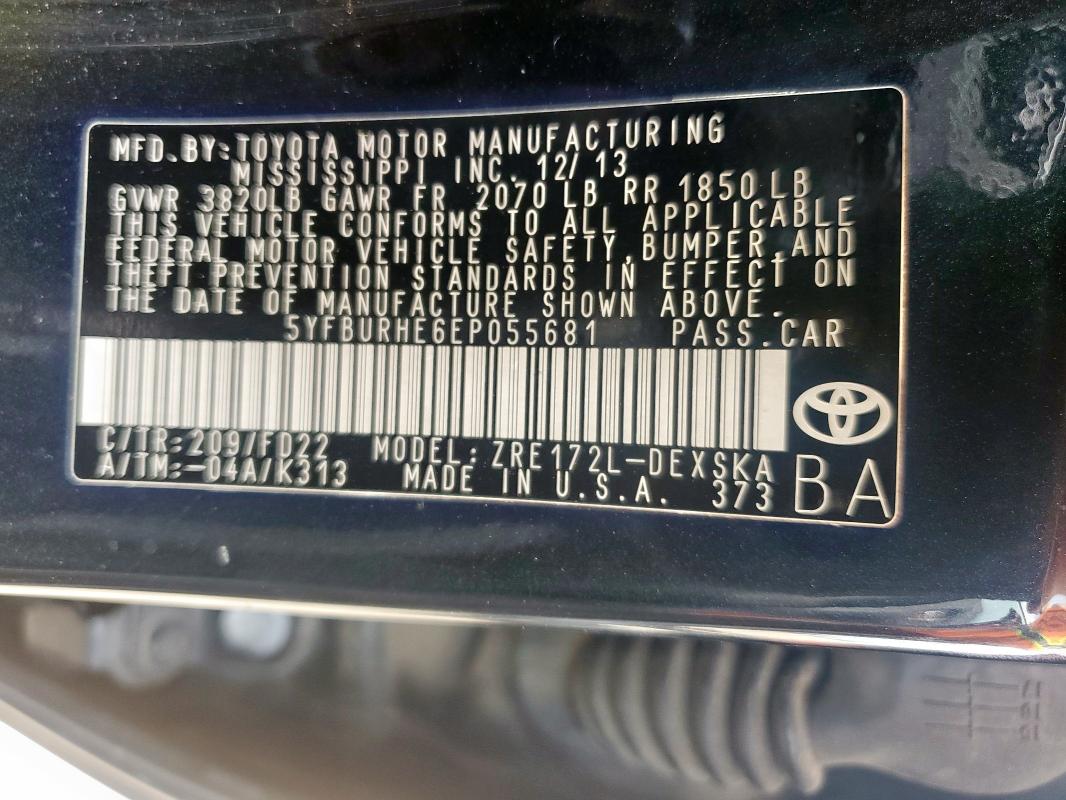 MFD.BY:TOYOTA MOTOR MANUFACTURING
MISSISSIPPI INC. 12/13
GVWR 3820LB GAWR FR 2070 LB RR 1850 LB
THIS VEHICLE CONFORMS TO ALL APPLICABLE
FEDERAL MOTOR VEHICLE SAFETY,BUMPER,AND
THEFT PREVENTION STANDARDS IN EFFECT ON
THE DATE OF MANUFACTURE SHOWN ABOVE.
5YFBURHE6EP055681 PASS.CAR
C/TR:209/FD22 MODEL:ZRE172L-DEXSKA
A/TM:-04A/K313 MADE IN U.S.A. 373
BA